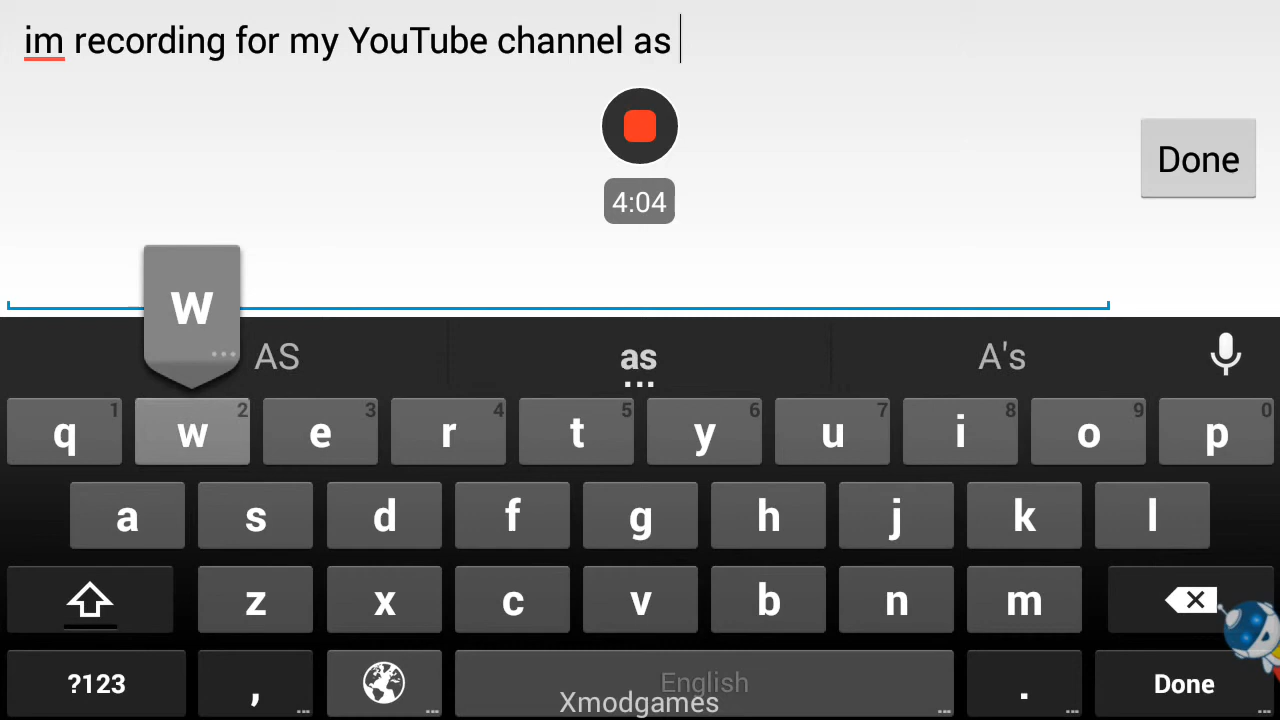 im recording for my YouTube channel as
4:04
Done
w
AS as A's
q 1 w 2 e 3 r 4 t 5 y 6 u 7 i 8 o 9 p 0
a s d f g h j k l
z x c v b n m
?123 , English . Done
Xmodgames